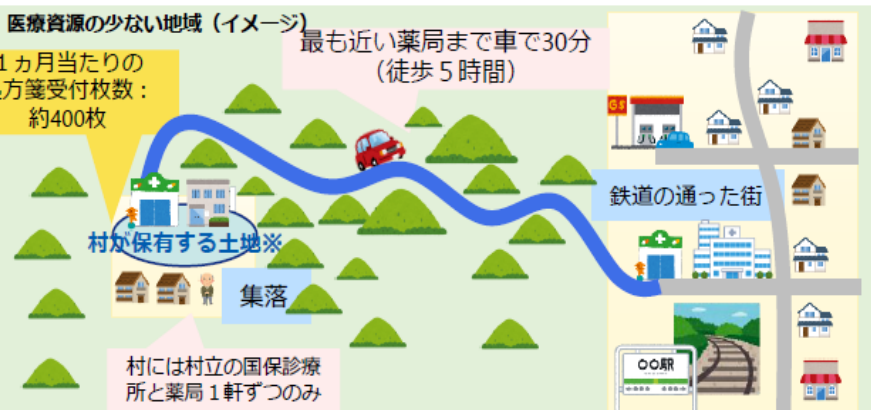 医療資源の少ない地域（イメージ）
最も近い薬局まで車で30分
（徒歩５時間）
１ヵ月当たりの
方箋受付枚数：
約400枚
GS
鉄道の通った街
村が保有する土地※
集落
村には村立の国保診療
所と薬局１軒ずつのみ
〇〇駅